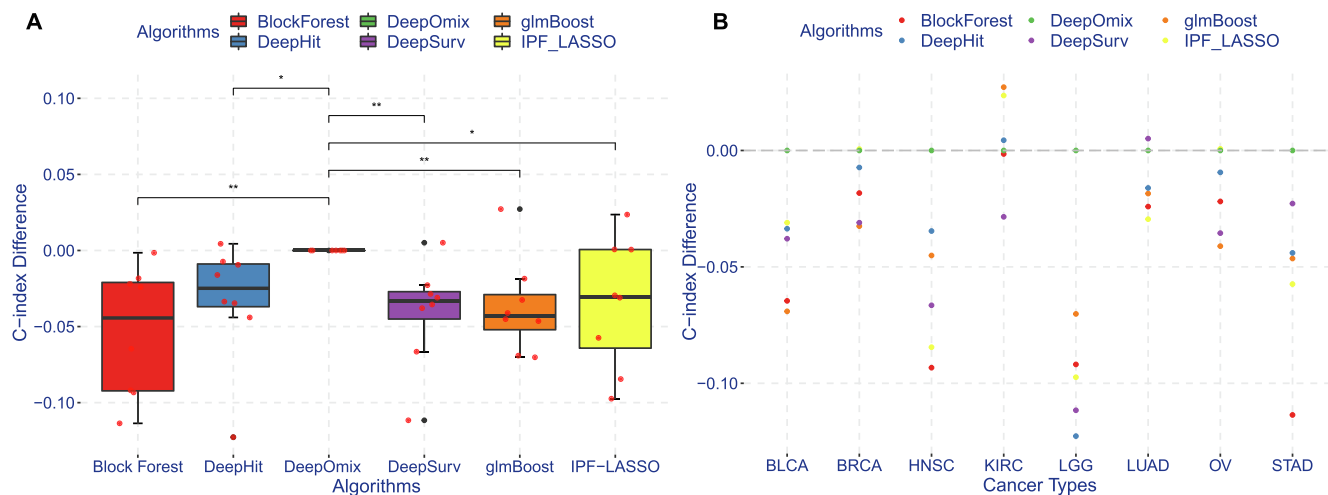 A
Algorithms
BlockForest
DeepOmix
glmBoost
DeepHit
DeepSurv
IPF_LASSO
*
**
*
**
**
0.10
0.05
0.00
−0.05
−0.10
C−index Difference
Block Forest
DeepHit
DeepOmix
DeepSurv
glmBoost
IPF−LASSO
Algorithms
B
Algorithms
BlockForest
DeepOmix
glmBoost
DeepHit
DeepSurv
IPF_LASSO
0.00
−0.05
−0.10
C−index Difference
BLCA
BRCA
HNSC
KIRC
LGG
LUAD
OV
STAD
Cancer Types